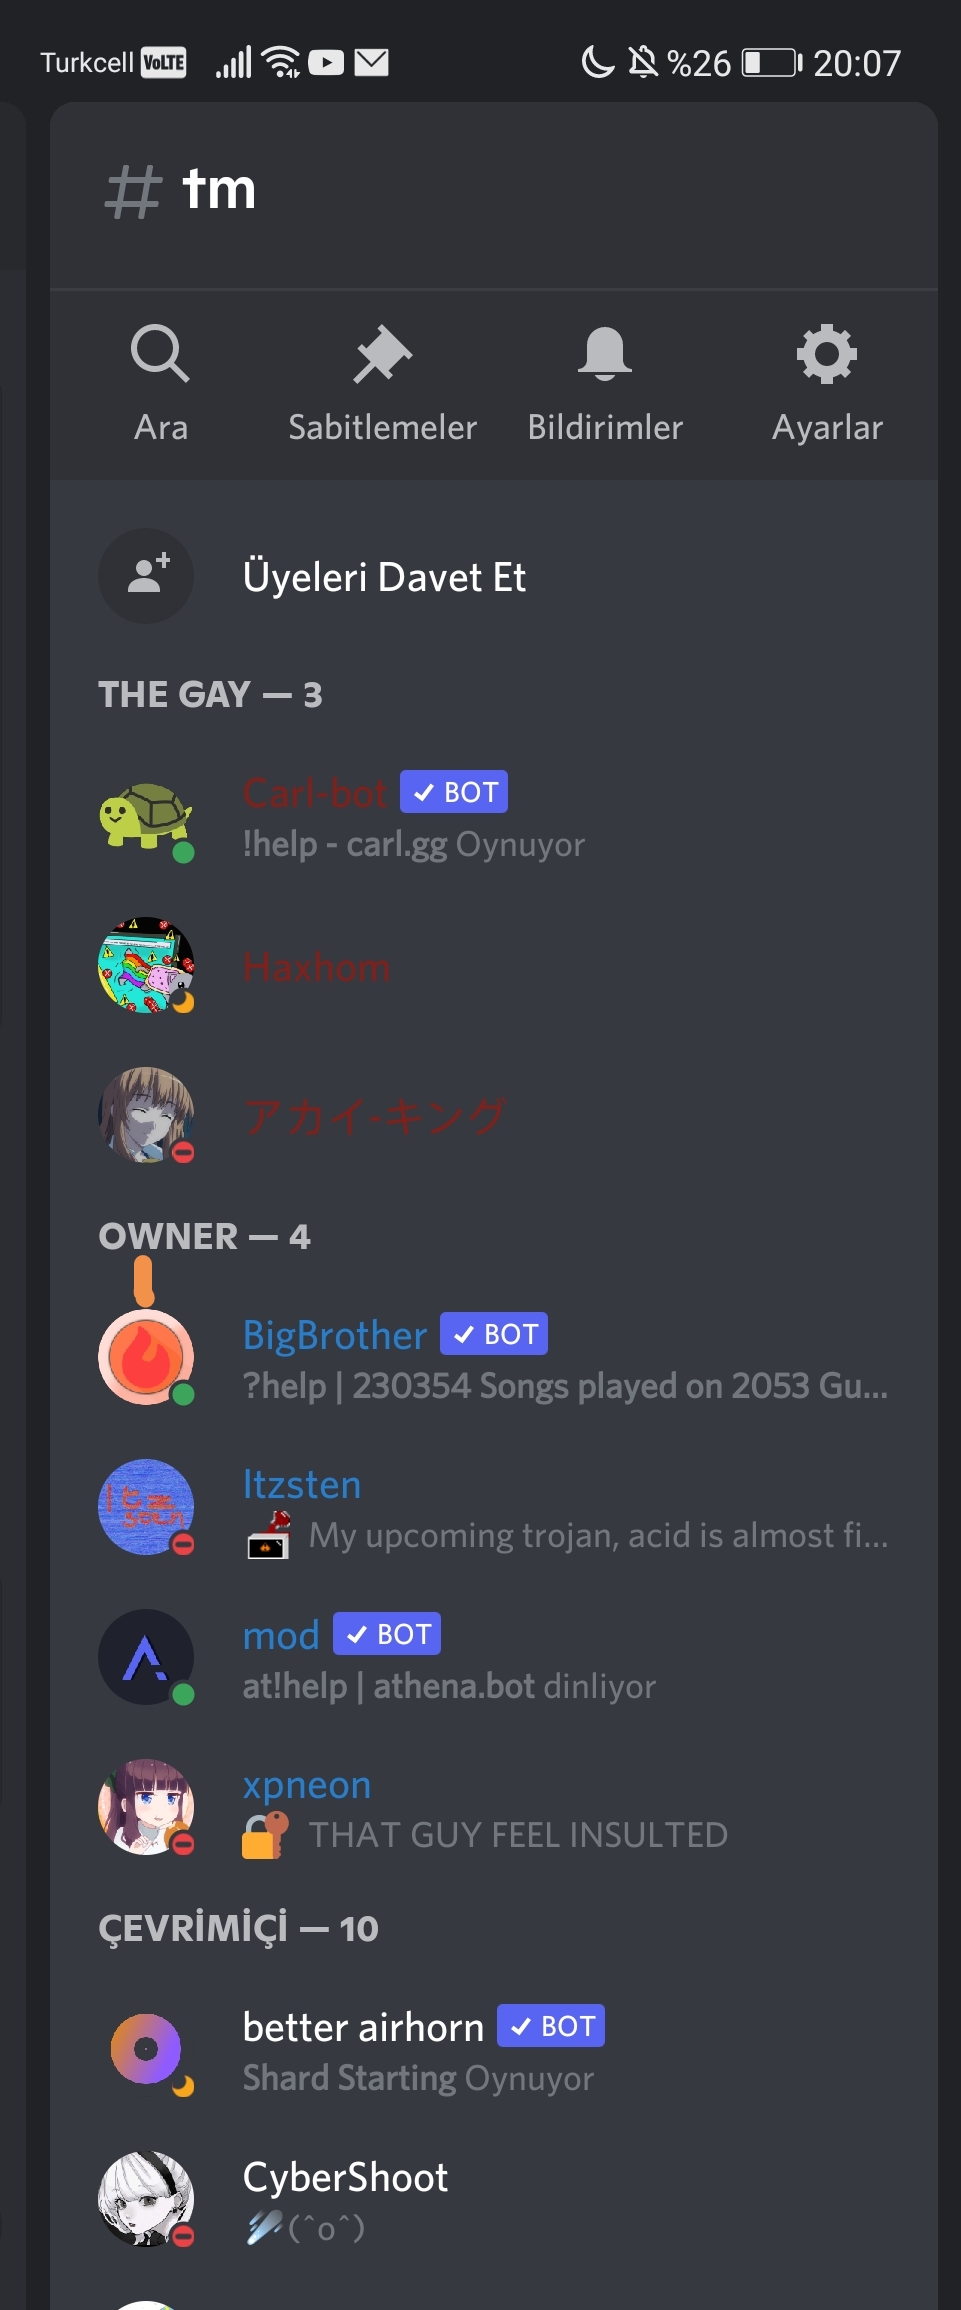 Turkcell VoLTE %26 20:07
# tm
Ara Sabitlemeler Bildirimler Ayarlar
Üyeleri Davet Et
THE GAY — 3
Carl-bot ✓ BOT
!help - carl.gg Oynuyor
Haxhom
アカイ-キング
OWNER — 4
BigBrother ✓ BOT
?help | 230354 Songs played on 2053 Gu...
Itzsten
My upcoming trojan, acid is almost fi...
mod ✓ BOT
at!help | athena.bot dinliyor
xpneon
THAT GUY FEEL INSULTED
ÇEVRİMİÇİ — 10
better airhorn ✓ BOT
Shard Starting Oynuyor
CyberShoot
(^o^)